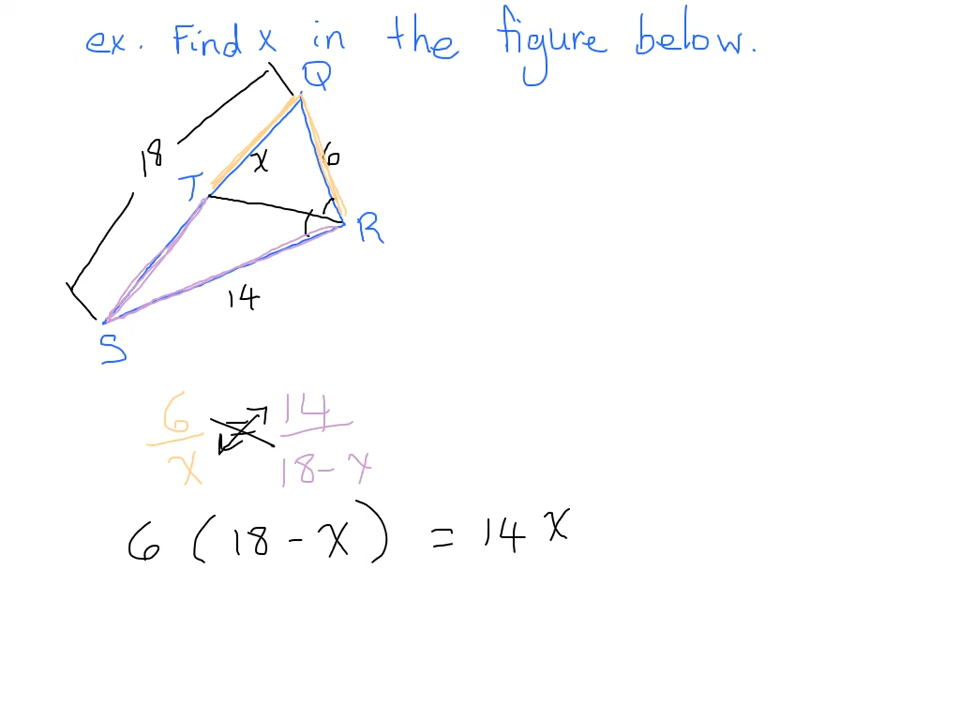 ex. Find x in the figure below.
Q
18
x
6
T
R
14
S
6/x = 14/18-x
6 ( 18 - x ) = 14 x